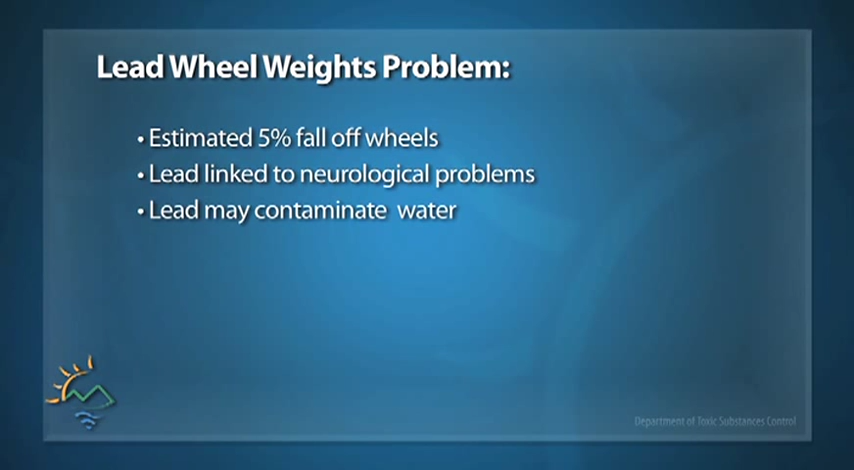 Lead Wheel Weights Problem:
• Estimated 5% fall off wheels
• Lead linked to neurological problems
• Lead may contaminate water
Department of Toxic Substances Control